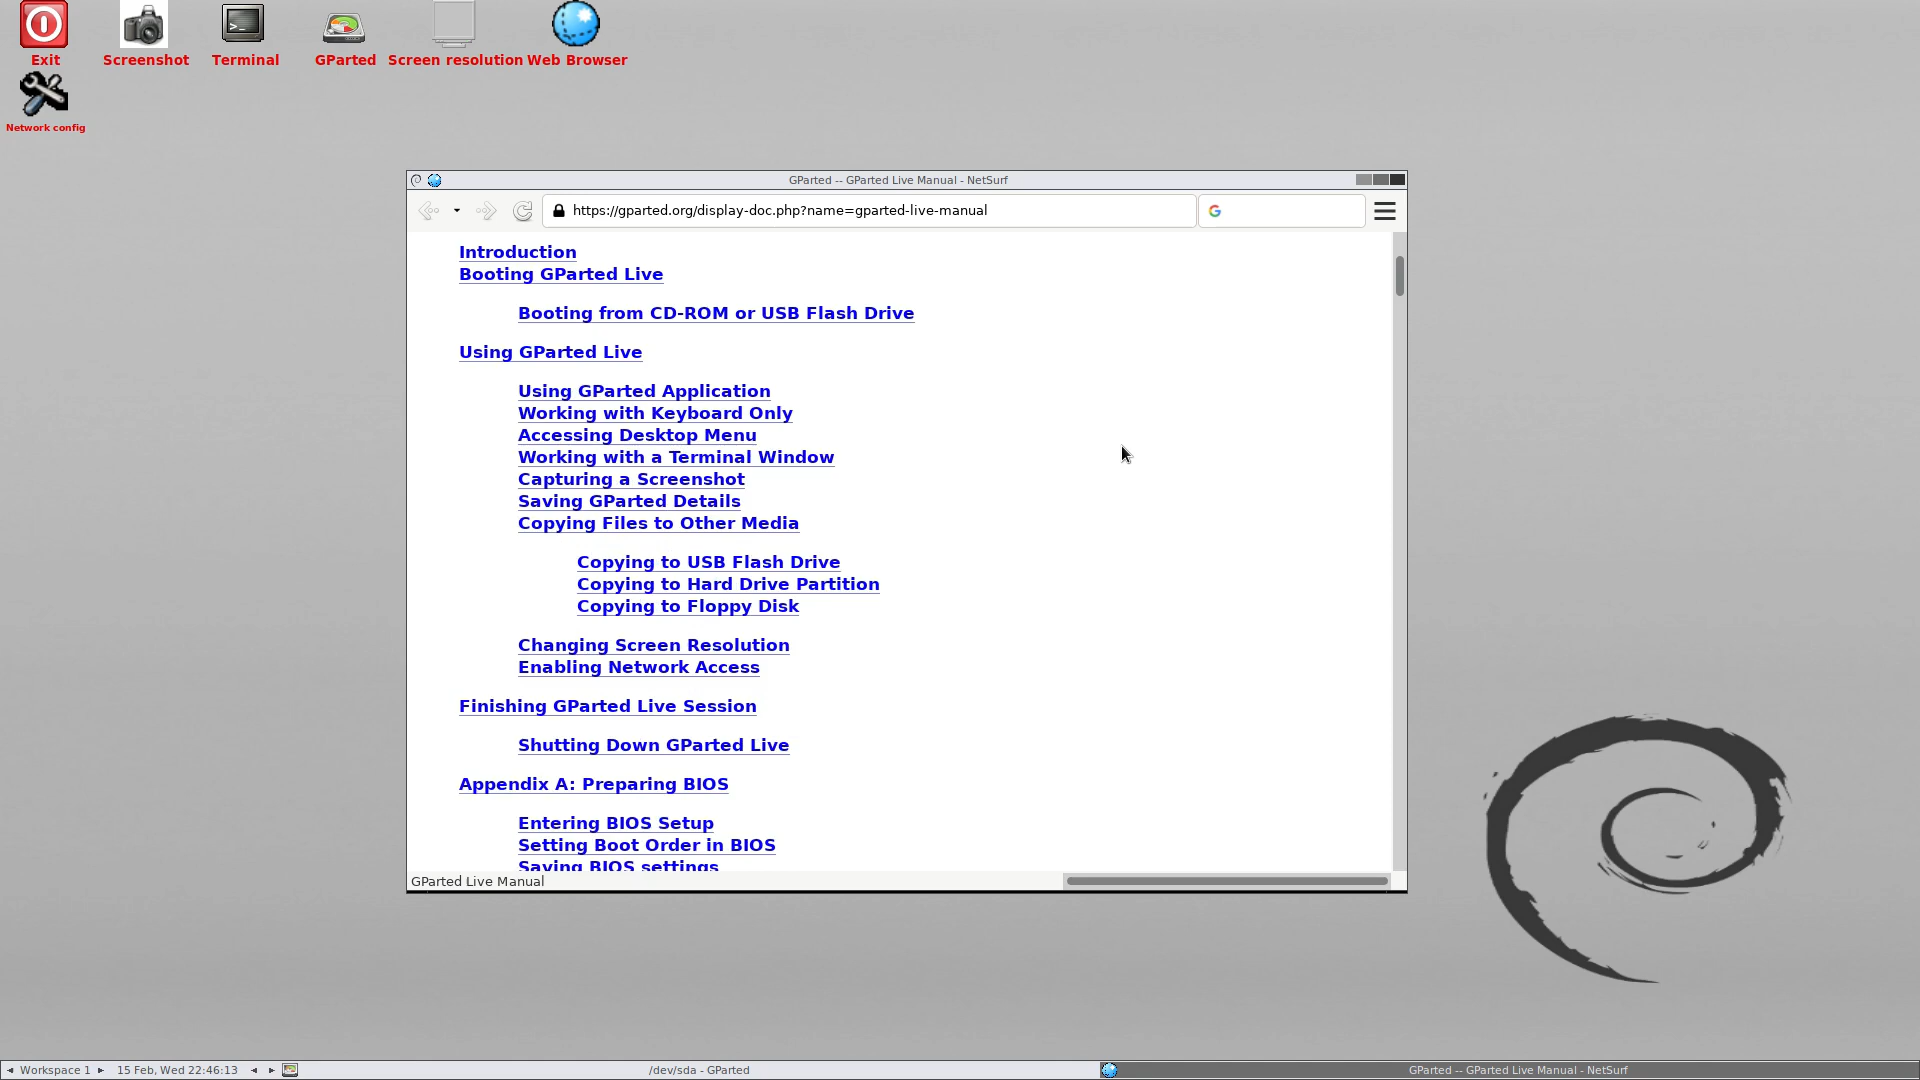 Exit
Screenshot
Terminal
GParted
Screen resolution
Web Browser
Network config
GParted -- GParted Live Manual - NetSurf
https://gparted.org/display-doc.php?name=gparted-live-manual
Introduction
Booting GParted Live
Booting from CD-ROM or USB Flash Drive
Using GParted Live
Using GParted Application
Working with Keyboard Only
Accessing Desktop Menu
Working with a Terminal Window
Capturing a Screenshot
Saving GParted Details
Copying Files to Other Media
Copying to USB Flash Drive
Copying to Hard Drive Partition
Copying to Floppy Disk
Changing Screen Resolution
Enabling Network Access
Finishing GParted Live Session
Shutting Down GParted Live
Appendix A: Preparing BIOS
Entering BIOS Setup
Setting Boot Order in BIOS
Saving BIOS settings
GParted Live Manual
Workspace 1
15 Feb, Wed 22:46:13
/dev/sda - GParted
GParted -- GParted Live Manual - NetSurf